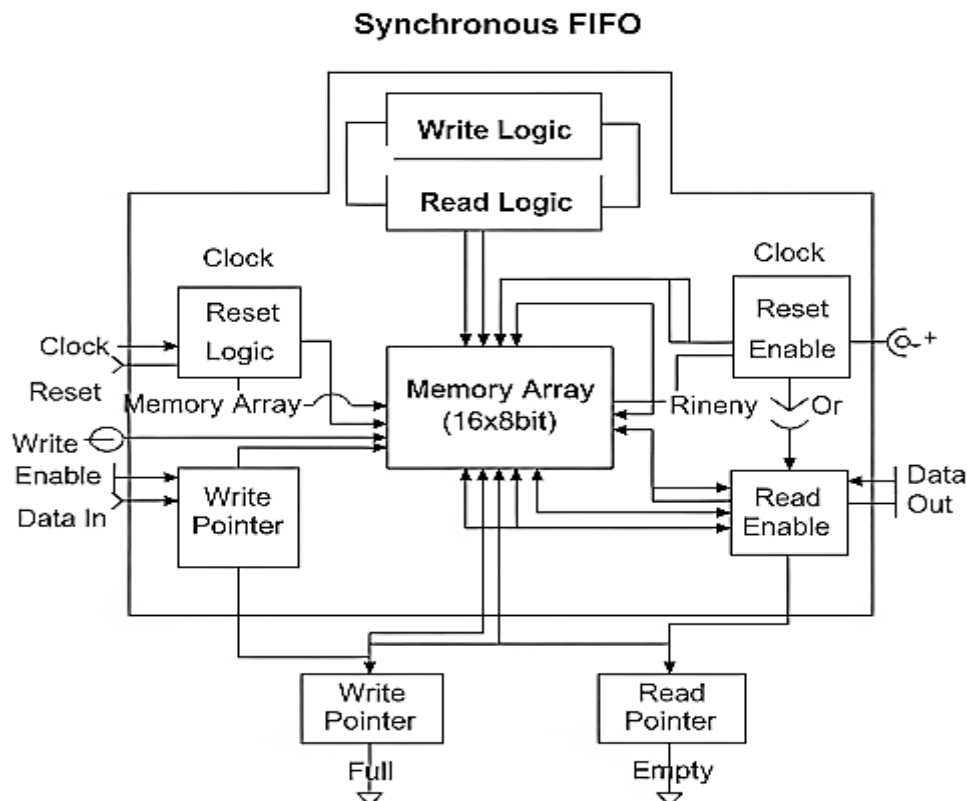 Synchronous FIFO
Write Logic
Read Logic
Clock
Clock
Reset
Logic
Reset
Enable
Clock
Reset
Memory Array
Memory Array
(16x8bit)
Rineny
Or
Write
Enable
Data In
Write
Pointer
Read
Enable
Data
Out
Write
Pointer
Read
Pointer
Full
Empty